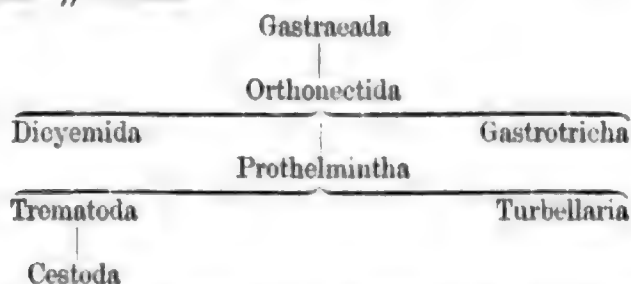 Gastraeada
Orthonectida
Dicyemida Gastrotricha
Prothelmintha
Trematoda Turbellaria
Cestoda